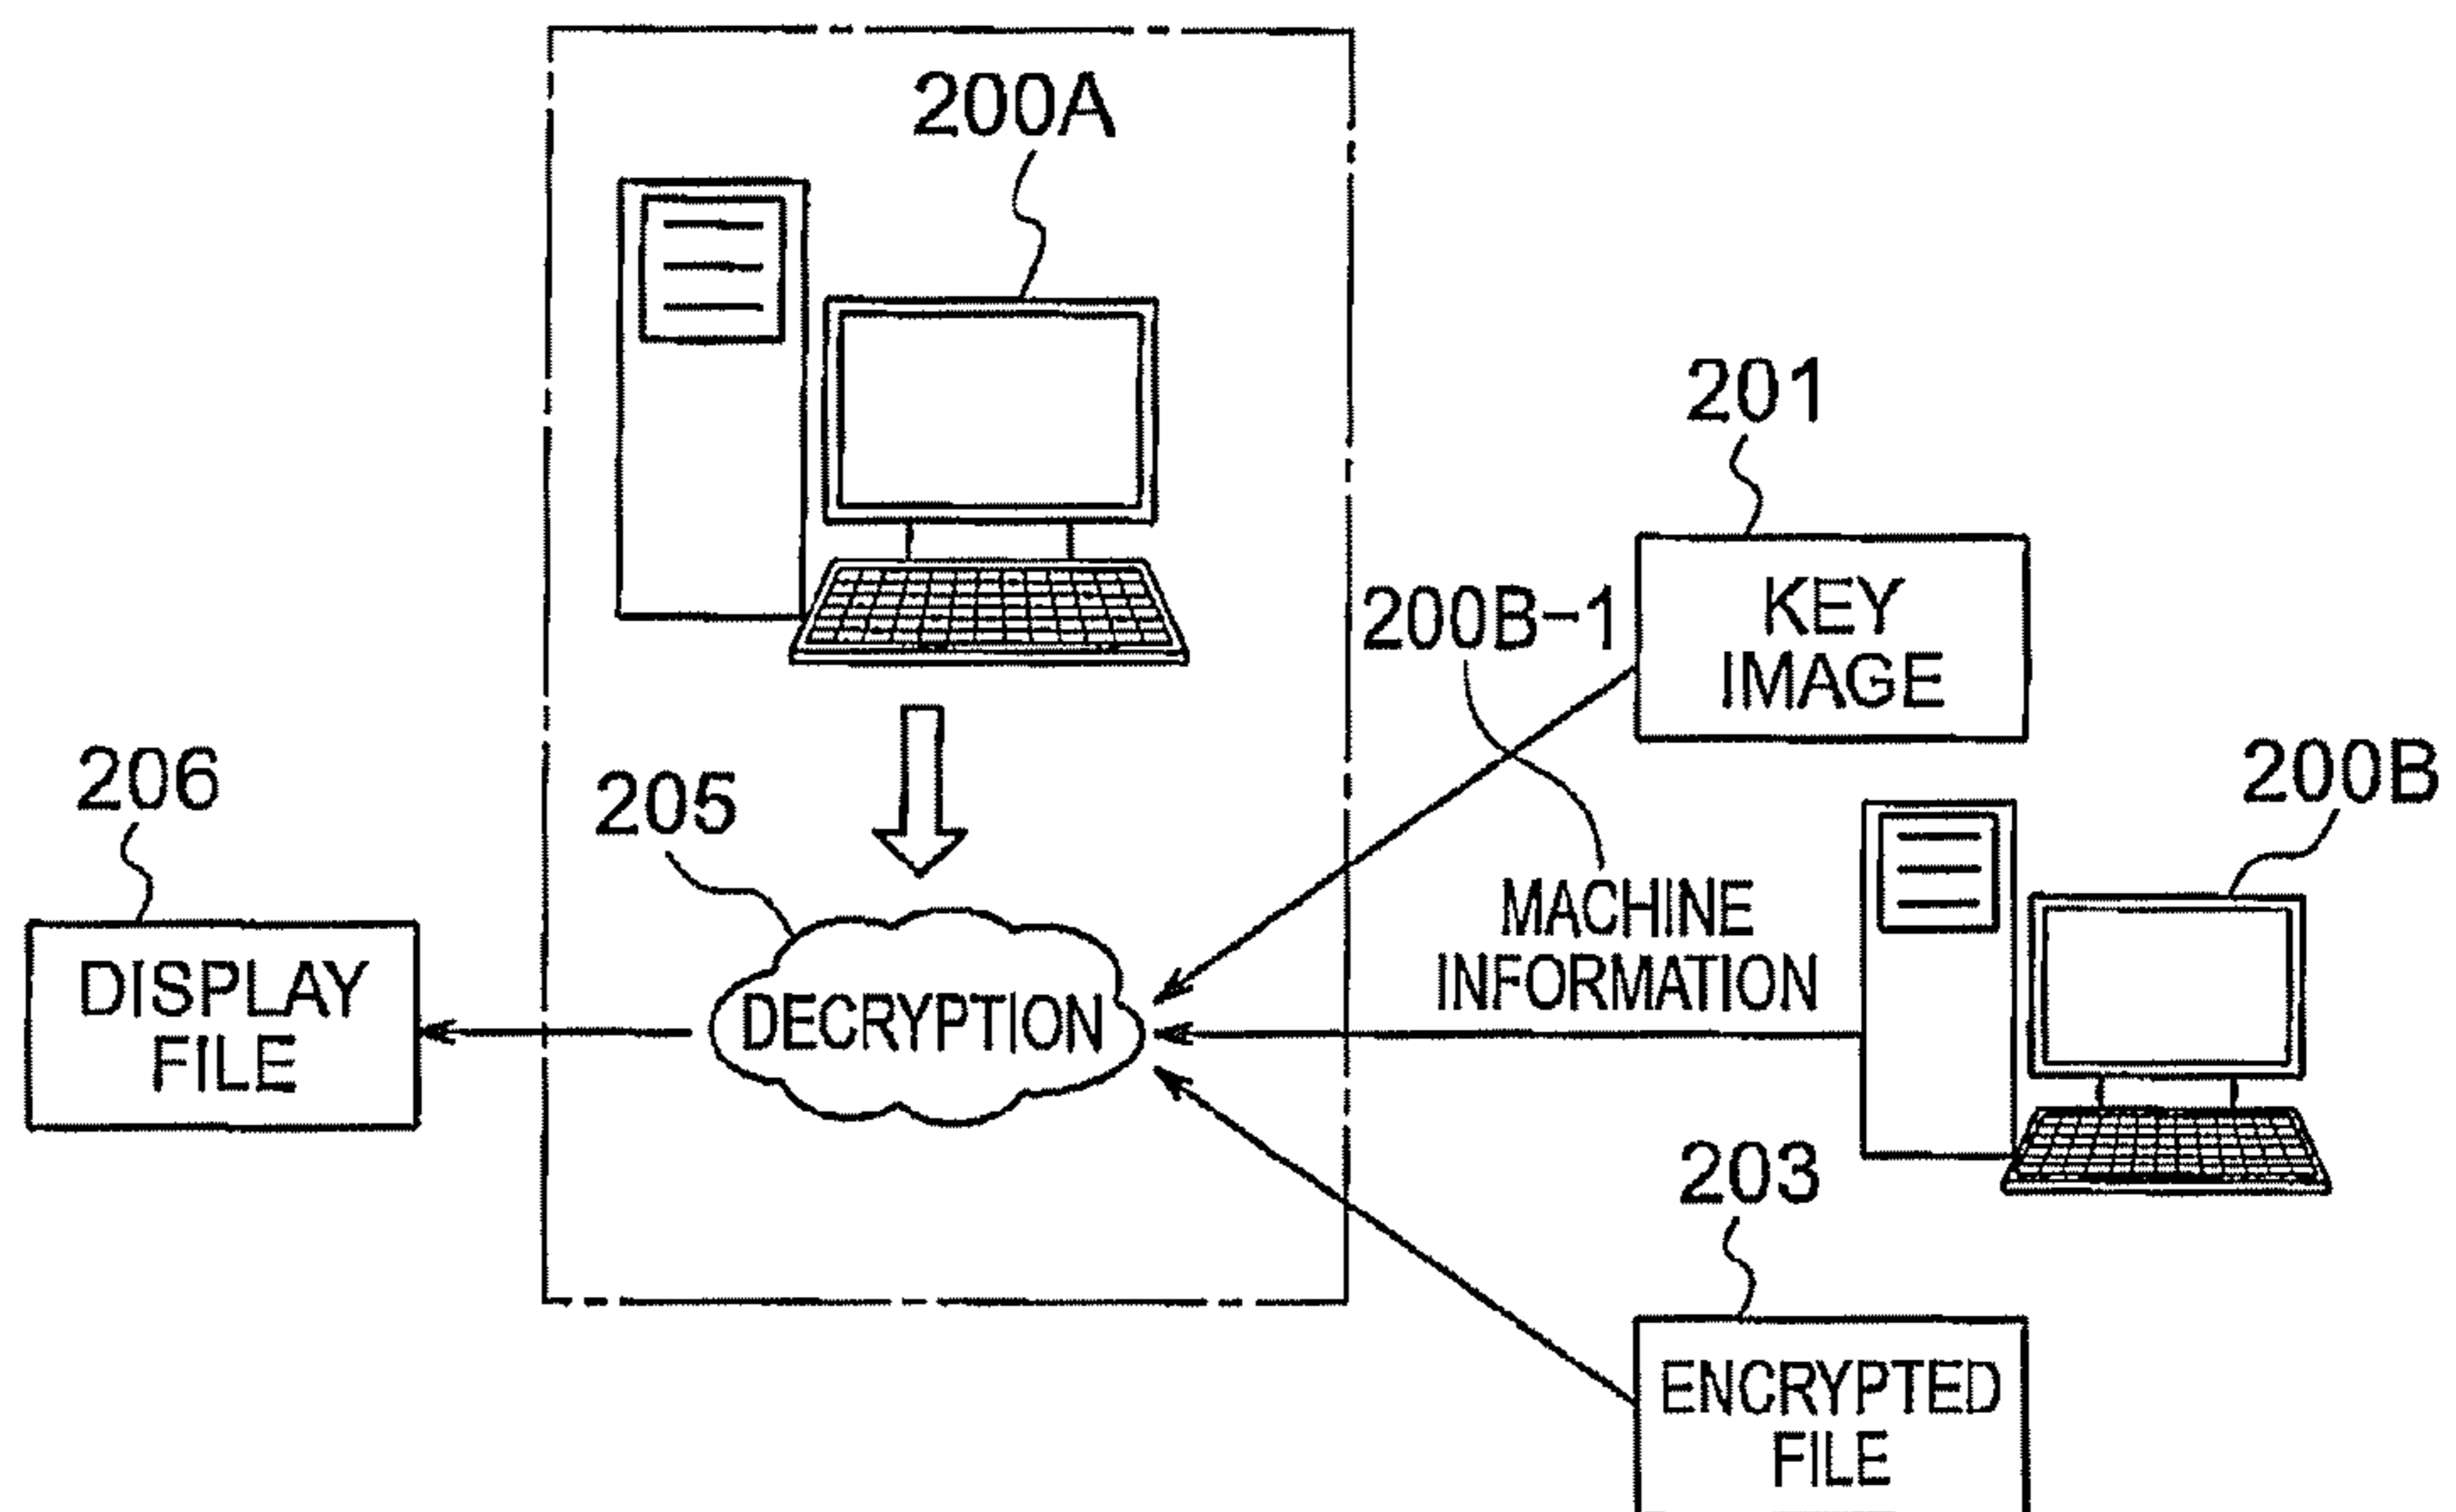 200A
201
KEY
IMAGE
200B-1
206
205
200B
MACHINE
INFORMATION
DISPLAY
FILE
DECRYPTION
203
ENCRYPTED
FILE